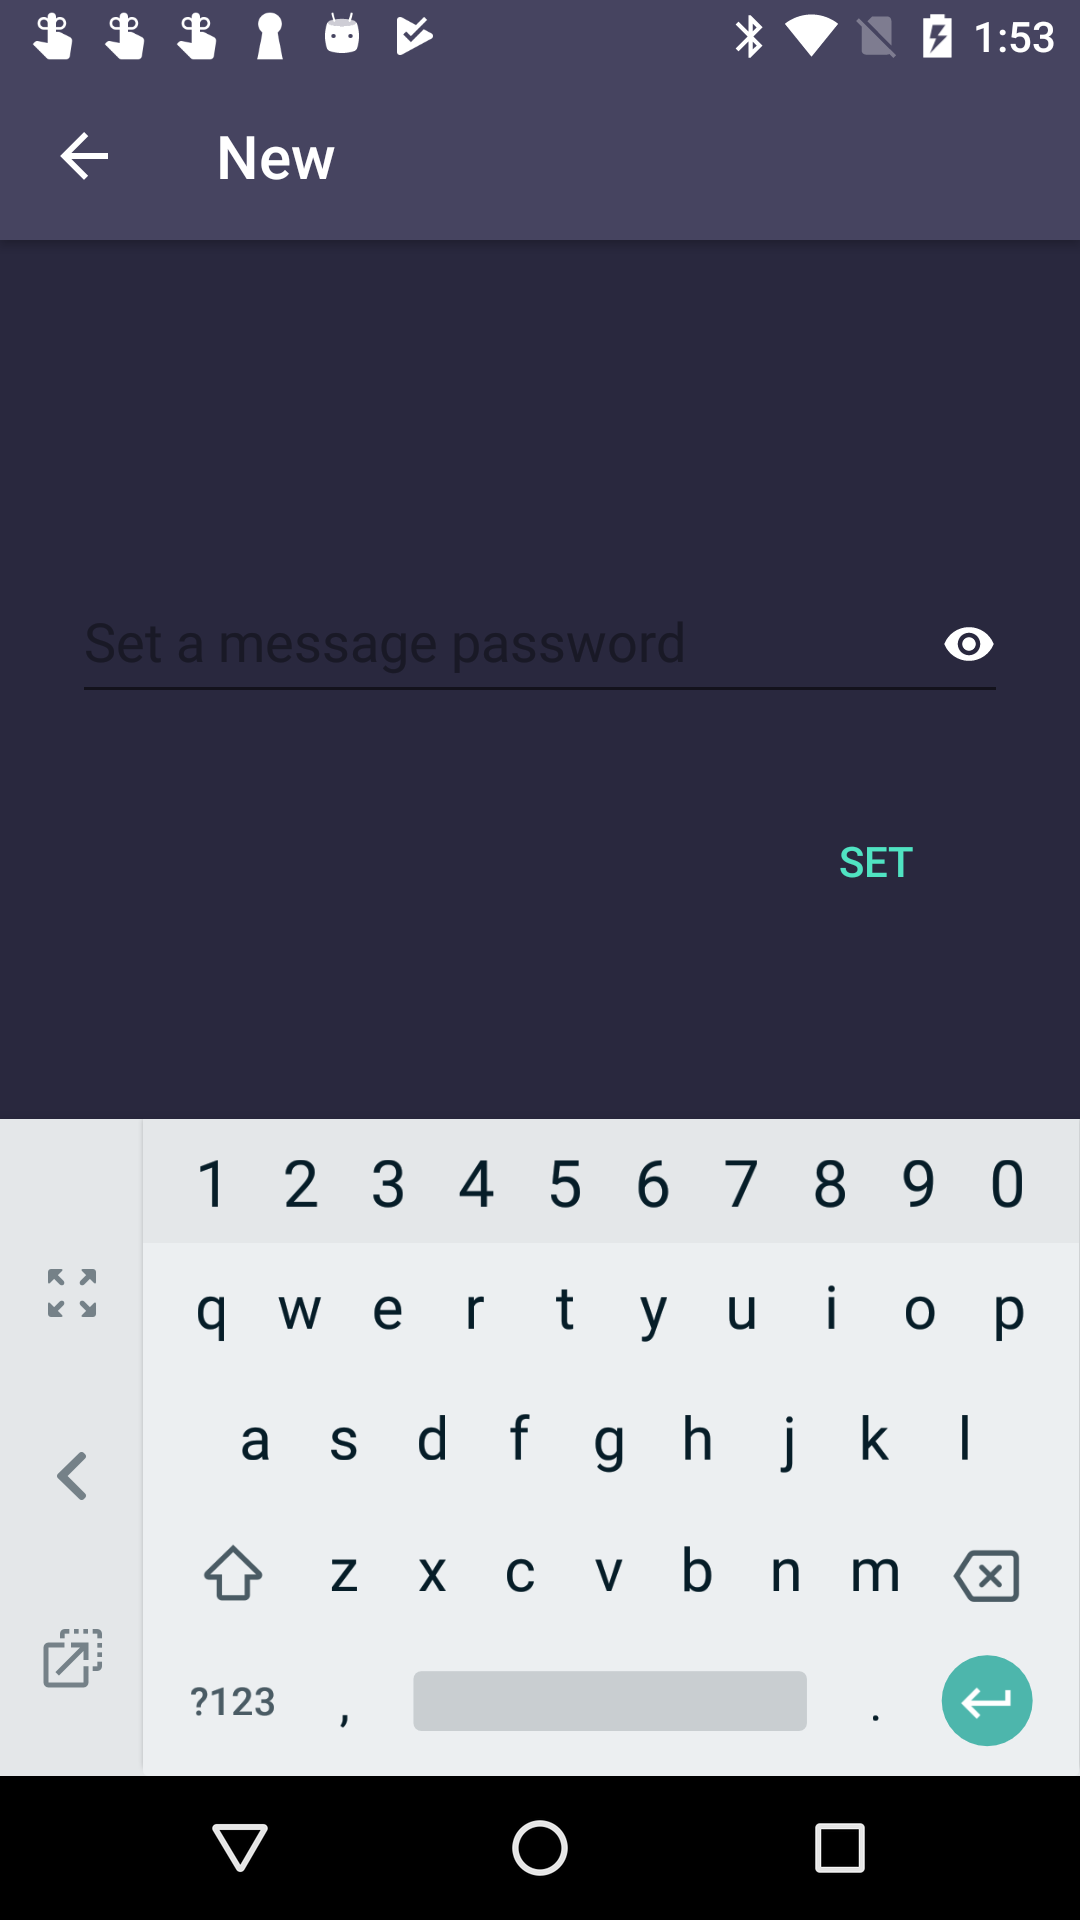 1:53
New
Set a message password
SET
1 2 3 4 5 6 7 8 9 0
q w e r t y u i o p
a s d f g h j k l
z x c v b n m
?123 , .